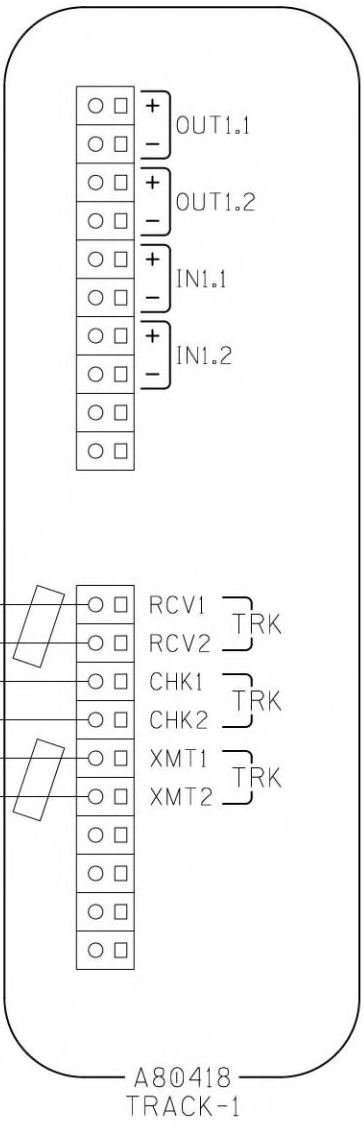 +
OUT1.1
−
+
OUT1.2
−
+
IN1.1
−
+
IN1.2
−
RCV1
TRK
RCV2
CHK1
TRK
CHK2
XMT1
TRK
XMT2
A80418
TRACK-1